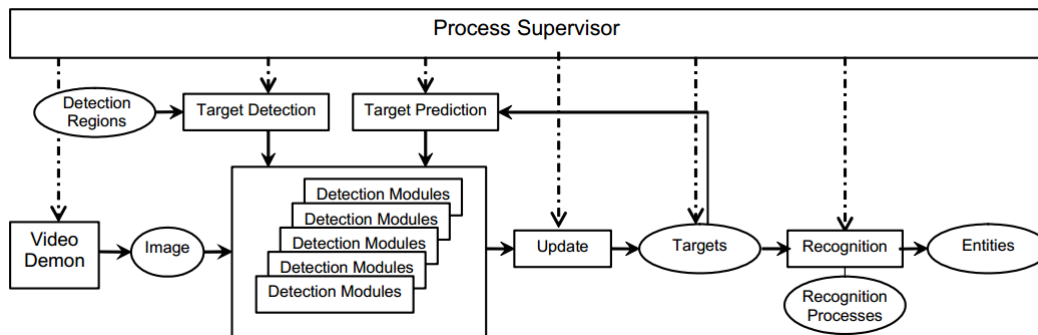 Process Supervisor
Detection
Regions
Target Detection
Target Prediction
Detection Modules
Detection Modules
Detection Modules
Detection Modules
Detection Modules
Video
Demon
Image
Update
Targets
Recognition
Entities
Recognition
Processes